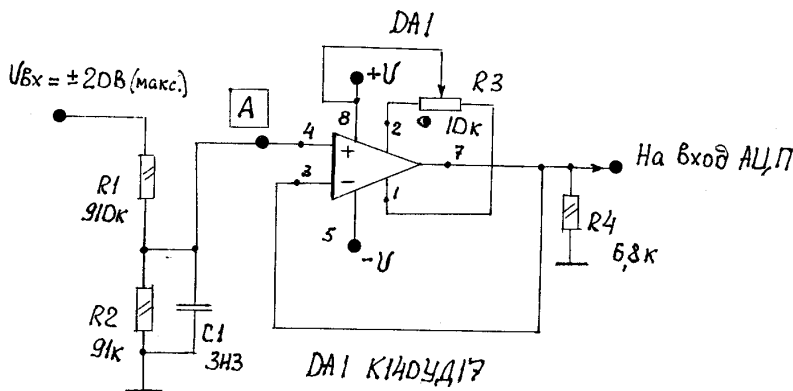 DA1
Uвх = ±20В (макс.)
+U
R3
10к
A
8
2
4
+
3
−
7
1
5
−U
На вход АЦП
R1
910к
R4
6,8к
R2
91к
C1
3Н3
DA1 К140УД17